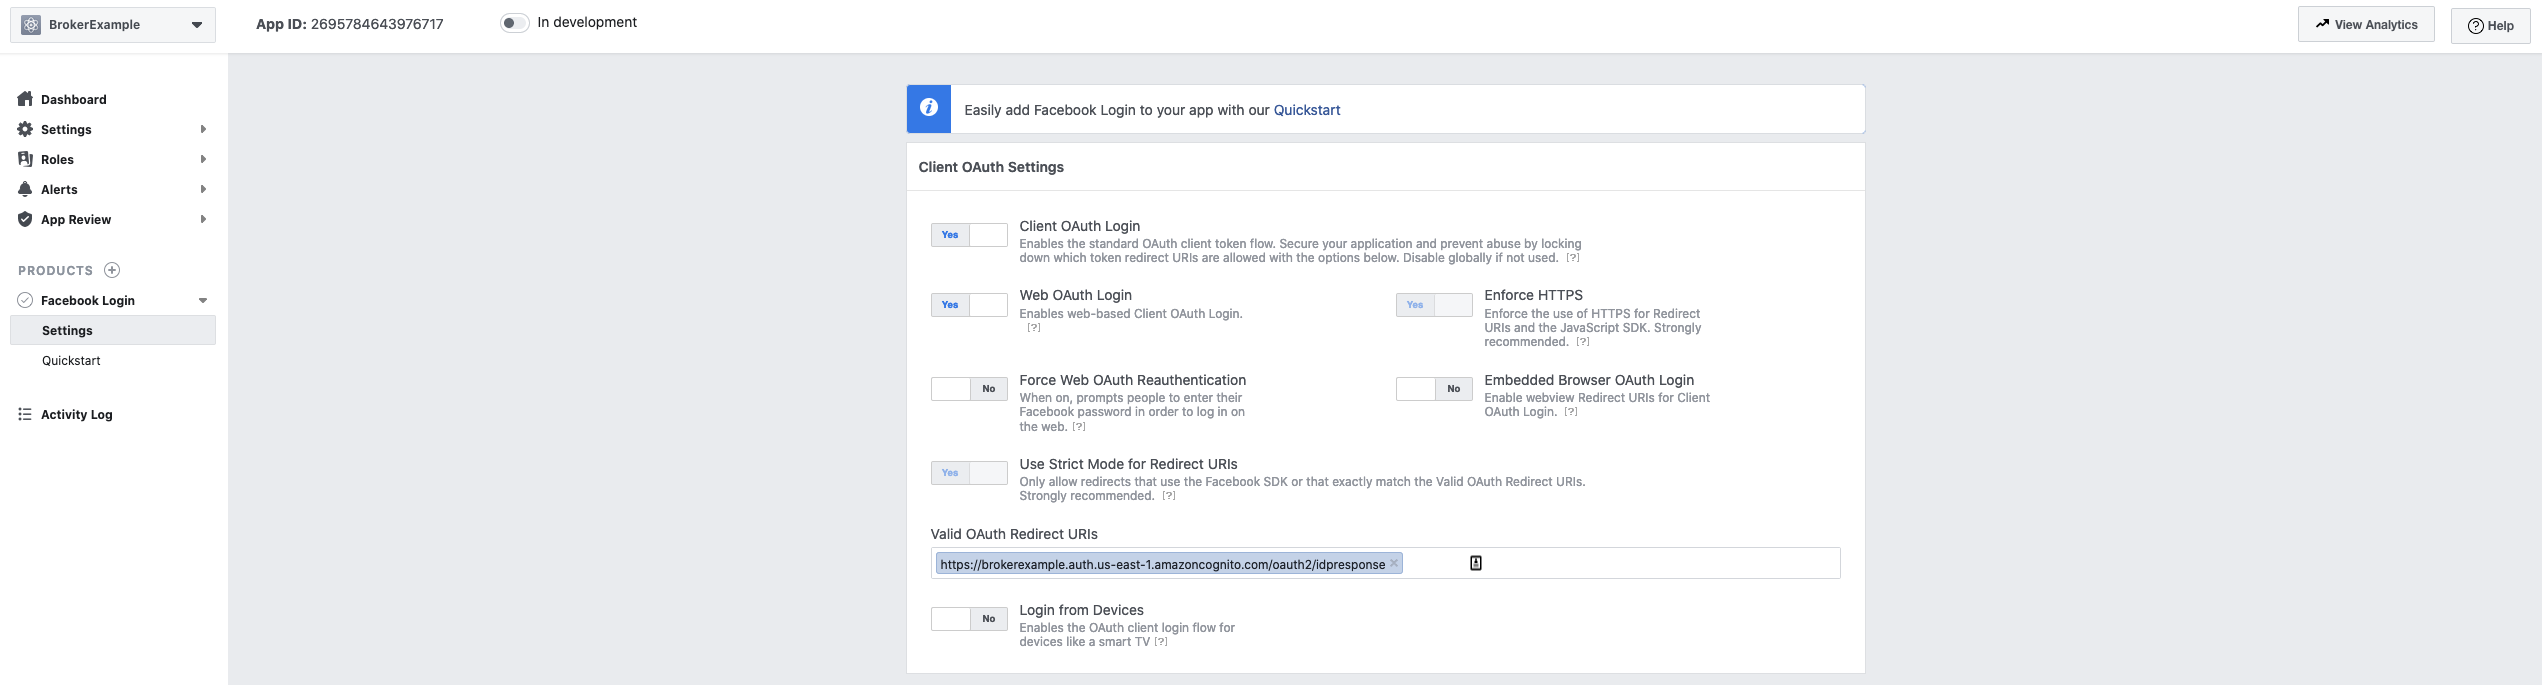 BrokerExample
App ID: 2695784643976717
In development
View Analytics
Help
Dashboard
Settings
Roles
Alerts
App Review
PRODUCTS
Facebook Login
Settings
Quickstart
Activity Log
Easily add Facebook Login to your app with our Quickstart
Client OAuth Settings
Yes
Client OAuth Login
Enables the standard OAuth client token flow. Secure your application and prevent abuse by locking
down which token redirect URIs are allowed with the options below. Disable globally if not used. [?]
Yes
Web OAuth Login
Enables web-based Client OAuth Login.
[?]
Yes
Enforce HTTPS
Enforce the use of HTTPS for Redirect
URIs and the JavaScript SDK. Strongly
recommended. [?]
No
Force Web OAuth Reauthentication
When on, prompts people to enter their
Facebook password in order to log in on
the web. [?]
No
Embedded Browser OAuth Login
Enable webview Redirect URIs for Client
OAuth Login. [?]
Yes
Use Strict Mode for Redirect URIs
Only allow redirects that use the Facebook SDK or that exactly match the Valid OAuth Redirect URIs.
Strongly recommended. [?]
Valid OAuth Redirect URIs
https://brokerexample.auth.us-east-1.amazoncognito.com/oauth2/idpresponse
No
Login from Devices
Enables the OAuth client login flow for
devices like a smart TV [?]